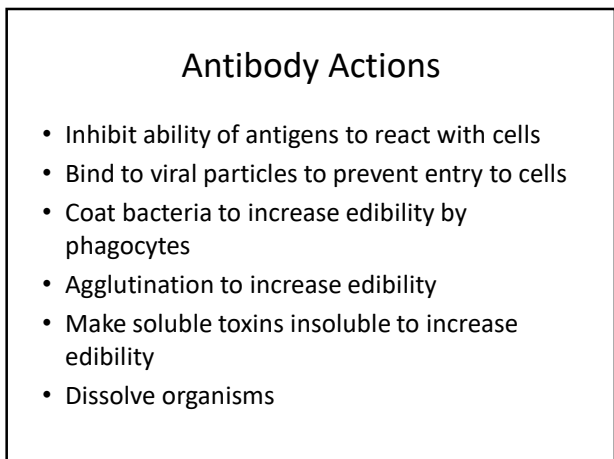 Antibody Actions
• Inhibit ability of antigens to react with cells
• Bind to viral particles to prevent entry to cells
• Coat bacteria to increase edibility by
phagocytes
• Agglutination to increase edibility
• Make soluble toxins insoluble to increase
edibility
• Dissolve organisms